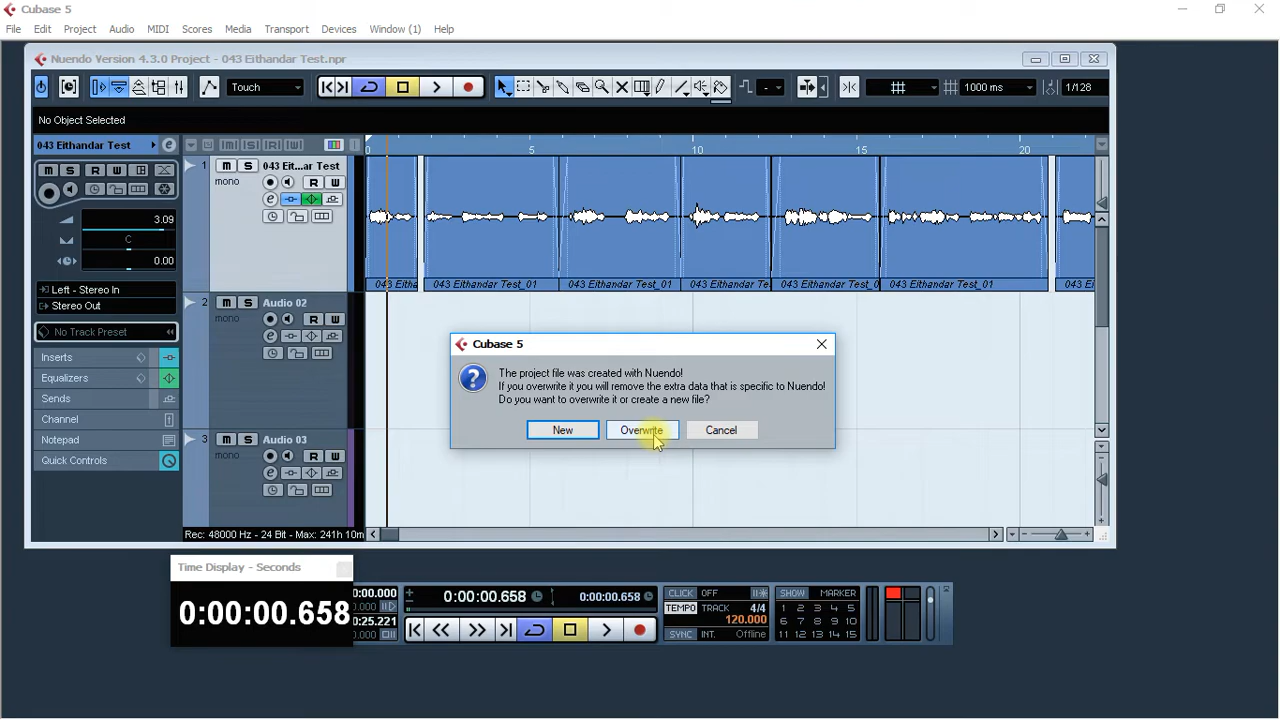 Cubase 5
File Edit Project Audio MIDI Scores Media Transport Devices Window (1) Help
Nuendo Version 4.3.0 Project - 043 Eithandar Test.npr
Touch
1000 ms
1/128
No Object Selected
043 Eithandar Test
0 5 10 15 20
1 m S 043 Eit...ar Test
mono
R W
m S R W
3.09
C
0.00
Left - Stereo In
Stereo Out
No Track Preset
Inserts
Equalizers
Sends
Channel
Notepad
Quick Controls
043 Eitha 043 Eithandar Test_01 043 Eithandar Test_01 043 Eithandar Te 043 Eithandar Test_0 043 Eithandar Test_01 043 Ei
2 m S Audio 02
mono
R W
3 m S Audio 03
mono
R W
Cubase 5
The project file was created with Nuendo!
If you overwrite it you will remove the extra data that is specific to Nuendo!
Do you want to overwrite it or create a new file?
New Overwrite Cancel
Rec: 48000 Hz - 24 Bit - Max: 241h 10m
Time Display - Seconds
0:00:00.658
0:00.000
0.000
0:25.221
0.000
0:00:00.658
0:00:00.658
CLICK OFF
TEMPO TRACK 4/4
120.000
SYNC INT. Offline
SHOW MARKER
1 2 3 4 5
6 7 8 9 10
11 12 13 14 15